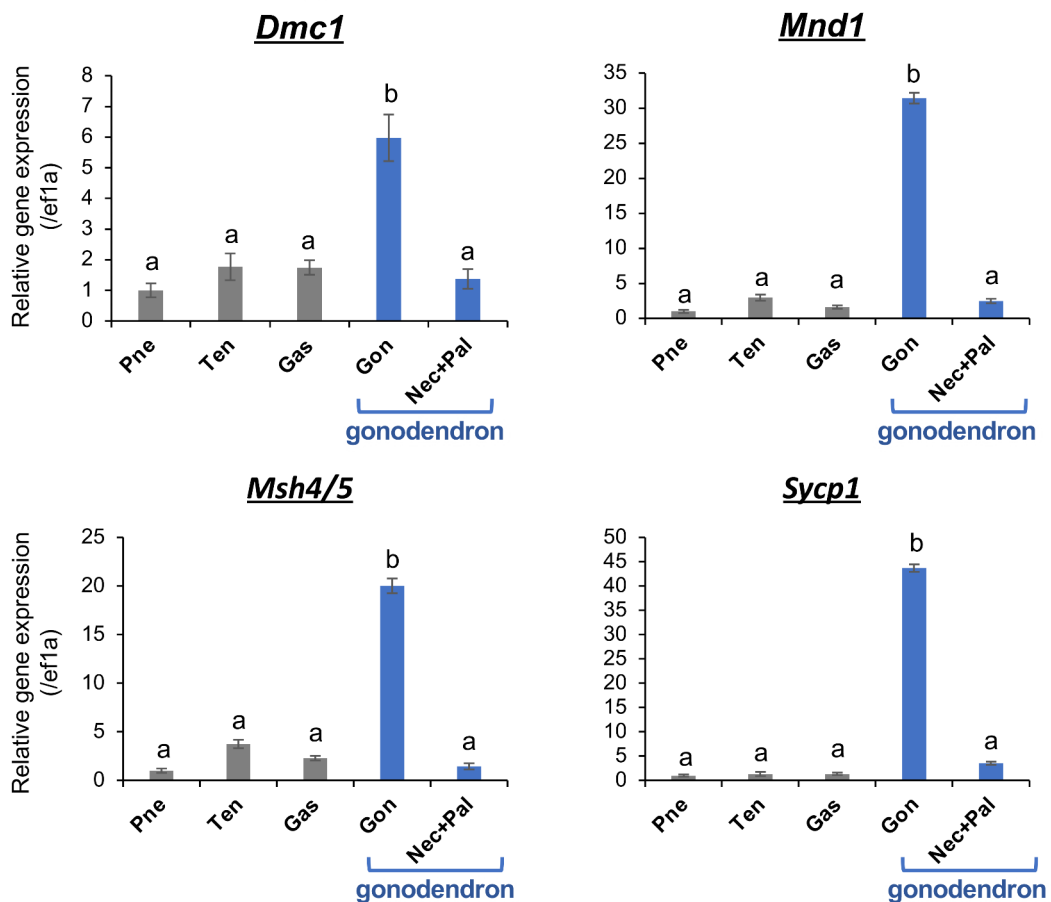 Dmc1
Relative gene expression
(/ef1a)
8
7
6
5
4
3
2
1
0
a
a
a
b
a
Pne
Ten
Gas
Gon
Nec+Pal
gonodendron
Mnd1
35
30
25
20
15
10
5
0
a
a
a
b
a
Pne
Ten
Gas
Gon
Nec+Pal
gonodendron
Msh4/5
Relative gene expression
(/ef1a)
25
20
15
10
5
0
a
a
a
b
a
Pne
Ten
Gas
Gon
Nec+Pal
gonodendron
Sycp1
50
45
40
35
30
25
20
15
10
5
0
a
a
a
b
a
Pne
Ten
Gas
Gon
Nec+Pal
gonodendron